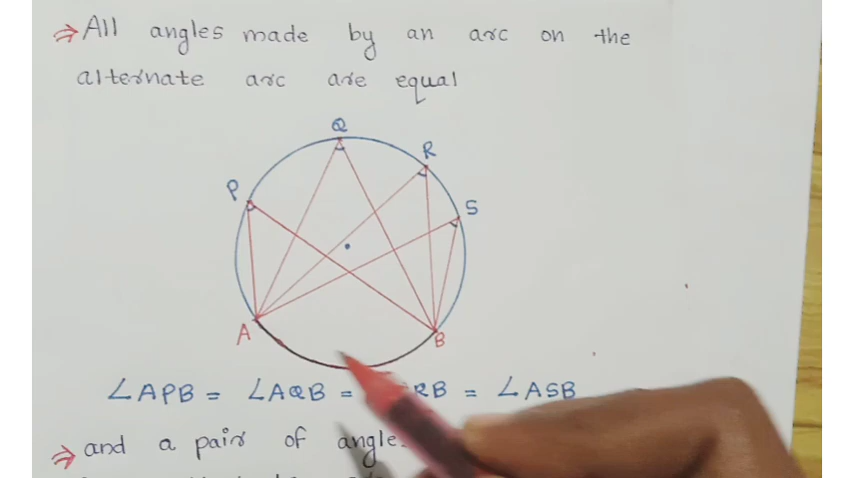 ⇒ All angles made by an arc on the
alternate arc are equal
Q
R
P
S
A
B
∠APB = ∠AQB = RB = ∠ASB
⇒ and a pair of angle